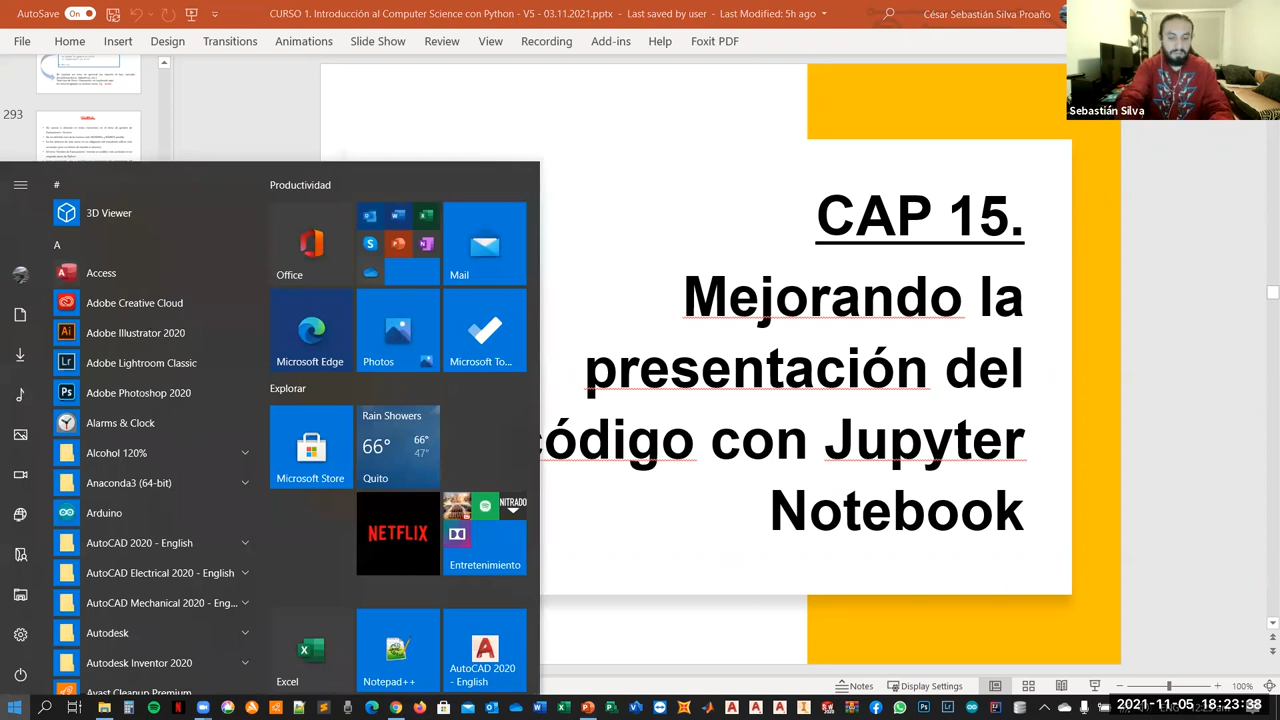 AutoSave
On
CURSO 1. Introducción al Computer Science con Python - V5 - 03.11.2021.pptx
Last Modified: 5h ago
César Sebastián Silva Proaño
File
Home
Insert
Design
Transitions
Animations
Slide Show
Review
View
Recording
Add-ins
Help
Foxit PDF
Sebastián Silva
293
#
3D Viewer
A
Access
Adobe Creative Cloud
Adobe Illustrator 2020
Adobe Lightroom Classic
Adobe Photoshop 2020
Alarms & Clock
Alcohol 120%
Anaconda3 (64-bit)
Arduino
AutoCAD 2020 - English
AutoCAD Electrical 2020 - English
AutoCAD Mechanical 2020 - Eng...
Autodesk
Autodesk Inventor 2020
Avast Cleanup Premium
Productividad
Office
Mail
Microsoft Edge
Photos
Microsoft To...
Explorar
Microsoft Store
Rain Showers
66°
66°
47°
Quito
NETFLIX
NITRADO
Entretenimiento
Excel
Notepad++
AutoCAD 2020 - English
CAP 15.
Mejorando la
presentación del
código con Jupyter
Notebook
Notes
Display Settings
100%
2021-11-05 18:23:38